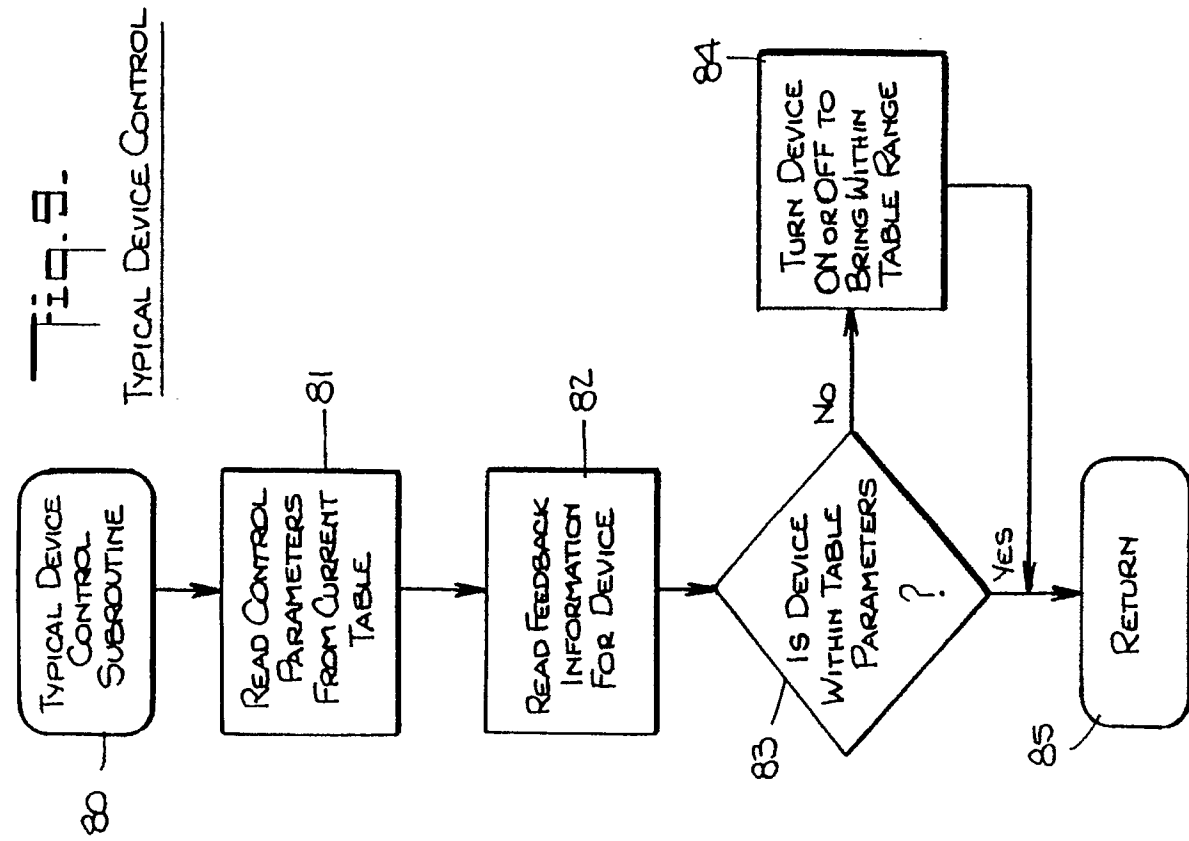 Fig. 9.
TYPICAL DEVICE CONTROL
80
TYPICAL DEVICE
CONTROL
SUBROUTINE
81
READ CONTROL
PARAMETERS
FROM CURRENT
TABLE
82
READ FEEDBACK
INFORMATION
FOR DEVICE
83
IS DEVICE
WITHIN TABLE
PARAMETERS
?
NO
YES
84
TURN DEVICE
ON OR OFF TO
BRING WITHIN
TABLE RANGE
85
RETURN